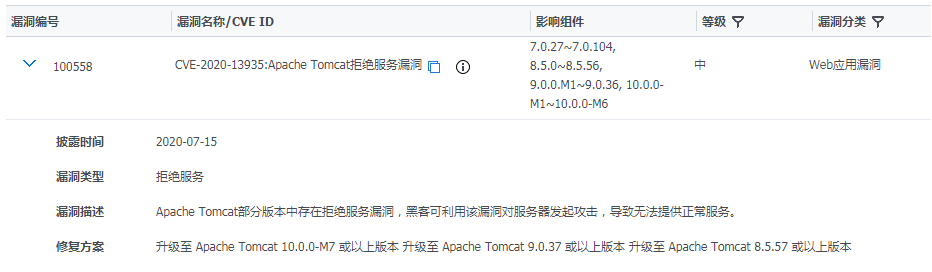 漏洞编号 漏洞名称/CVE ID 影响组件 等级 漏洞分类
100558 CVE-2020-13935:Apache Tomcat拒绝服务漏洞 7.0.27~7.0.104, 8.5.0~8.5.56, 9.0.0.M1~9.0.36, 10.0.0-M1~10.0.0-M6 中 Web应用漏洞
披露时间 2020-07-15
漏洞类型 拒绝服务
漏洞描述 Apache Tomcat部分版本中存在拒绝服务漏洞，黑客可利用该漏洞对服务器发起攻击，导致无法提供正常服务。
修复方案 升级至 Apache Tomcat 10.0.0-M7 或以上版本 升级至 Apache Tomcat 9.0.37 或以上版本 升级至 Apache Tomcat 8.5.57 或以上版本